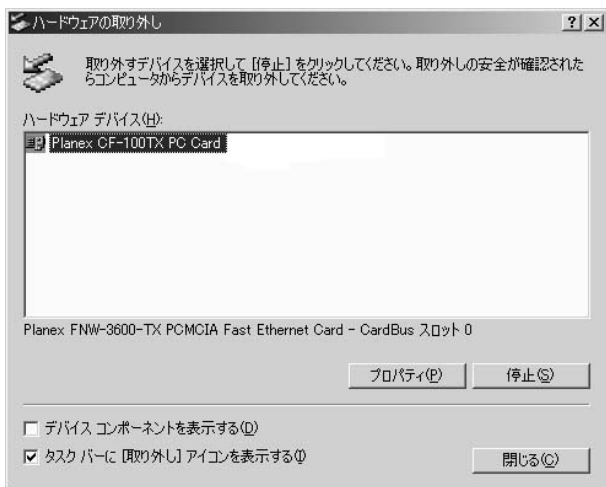 ハードウェアの取り外し
取り外すデバイスを選択して [停止] をクリックしてください。取り外しの安全が確認された
らコンピュータからデバイスを取り外してください。
ハードウェア デバイス(H):
Planex CF-100TX PC Card
Planex FNW-3600-TX PCMCIA Fast Ethernet Card - CardBus スロット 0
プロパティ(P)
停止(S)
デバイス コンポーネントを表示する(D)
タスク バーに [取り外し] アイコンを表示する(I)
閉じる(C)